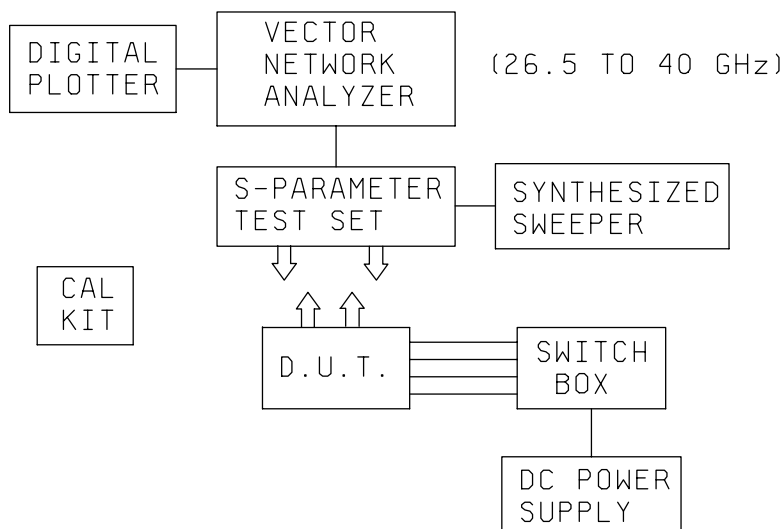 DIGITAL
PLOTTER
VECTOR
NETWORK
ANALYZER
(26.5 TO 40 GHz)
S-PARAMETER
TEST SET
SYNTHESIZED
SWEEPER
CAL
KIT
D.U.T.
SWITCH
BOX
DC POWER
SUPPLY